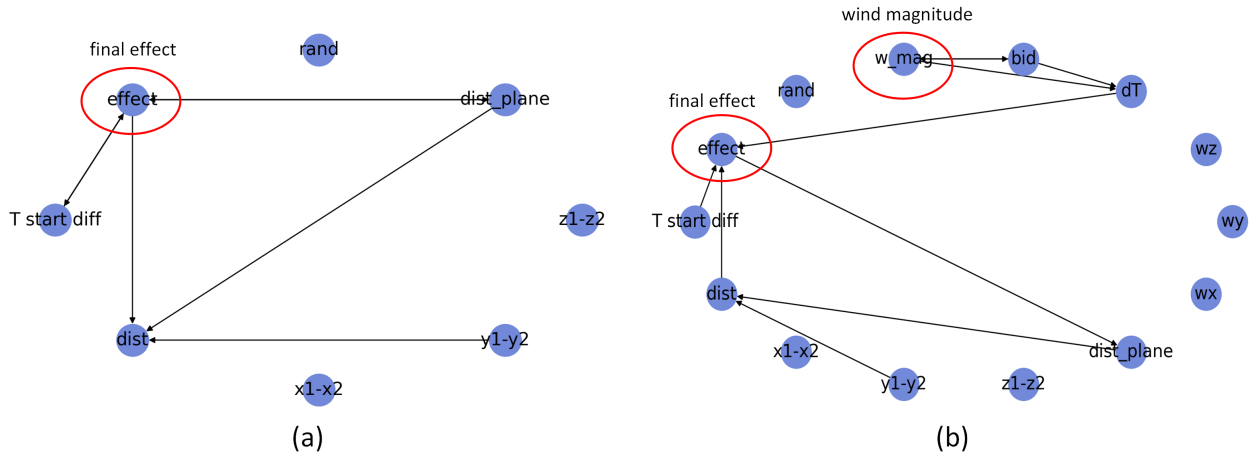 final effect
rand
effect
dist_plane
T start diff
z1-z2
dist
y1-y2
x1-x2
(a)
wind magnitude
w_mag
bid
rand
dT
final effect
effect
wz
T start diff
wy
dist
wx
x1-x2
dist_plane
y1-y2
z1-z2
(b)